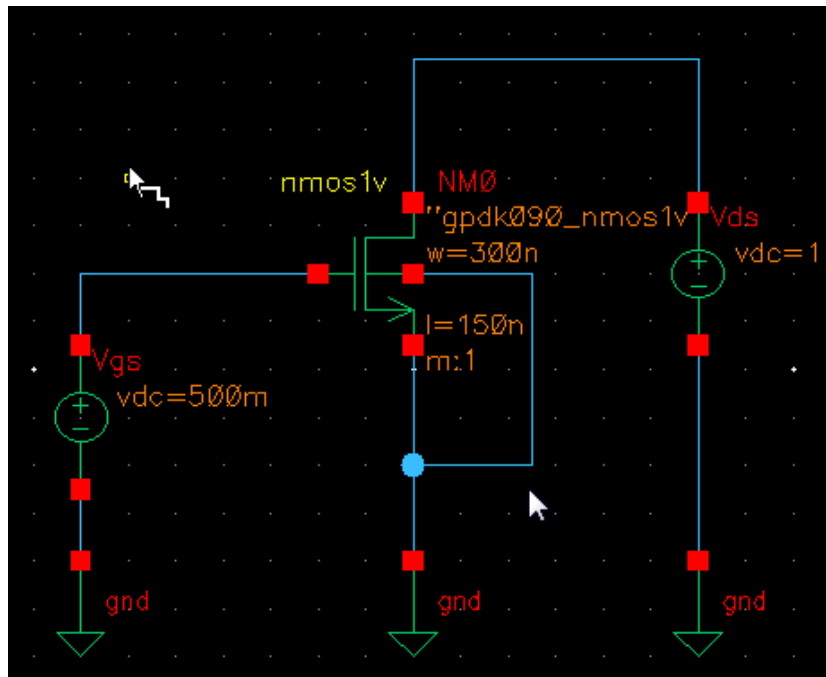 nmos1v NM0
"gpdk090_nmos1v
Vds
w=300n
vdc=1
l=150n
m:1
Vgs
vdc=500m
gnd
gnd
gnd